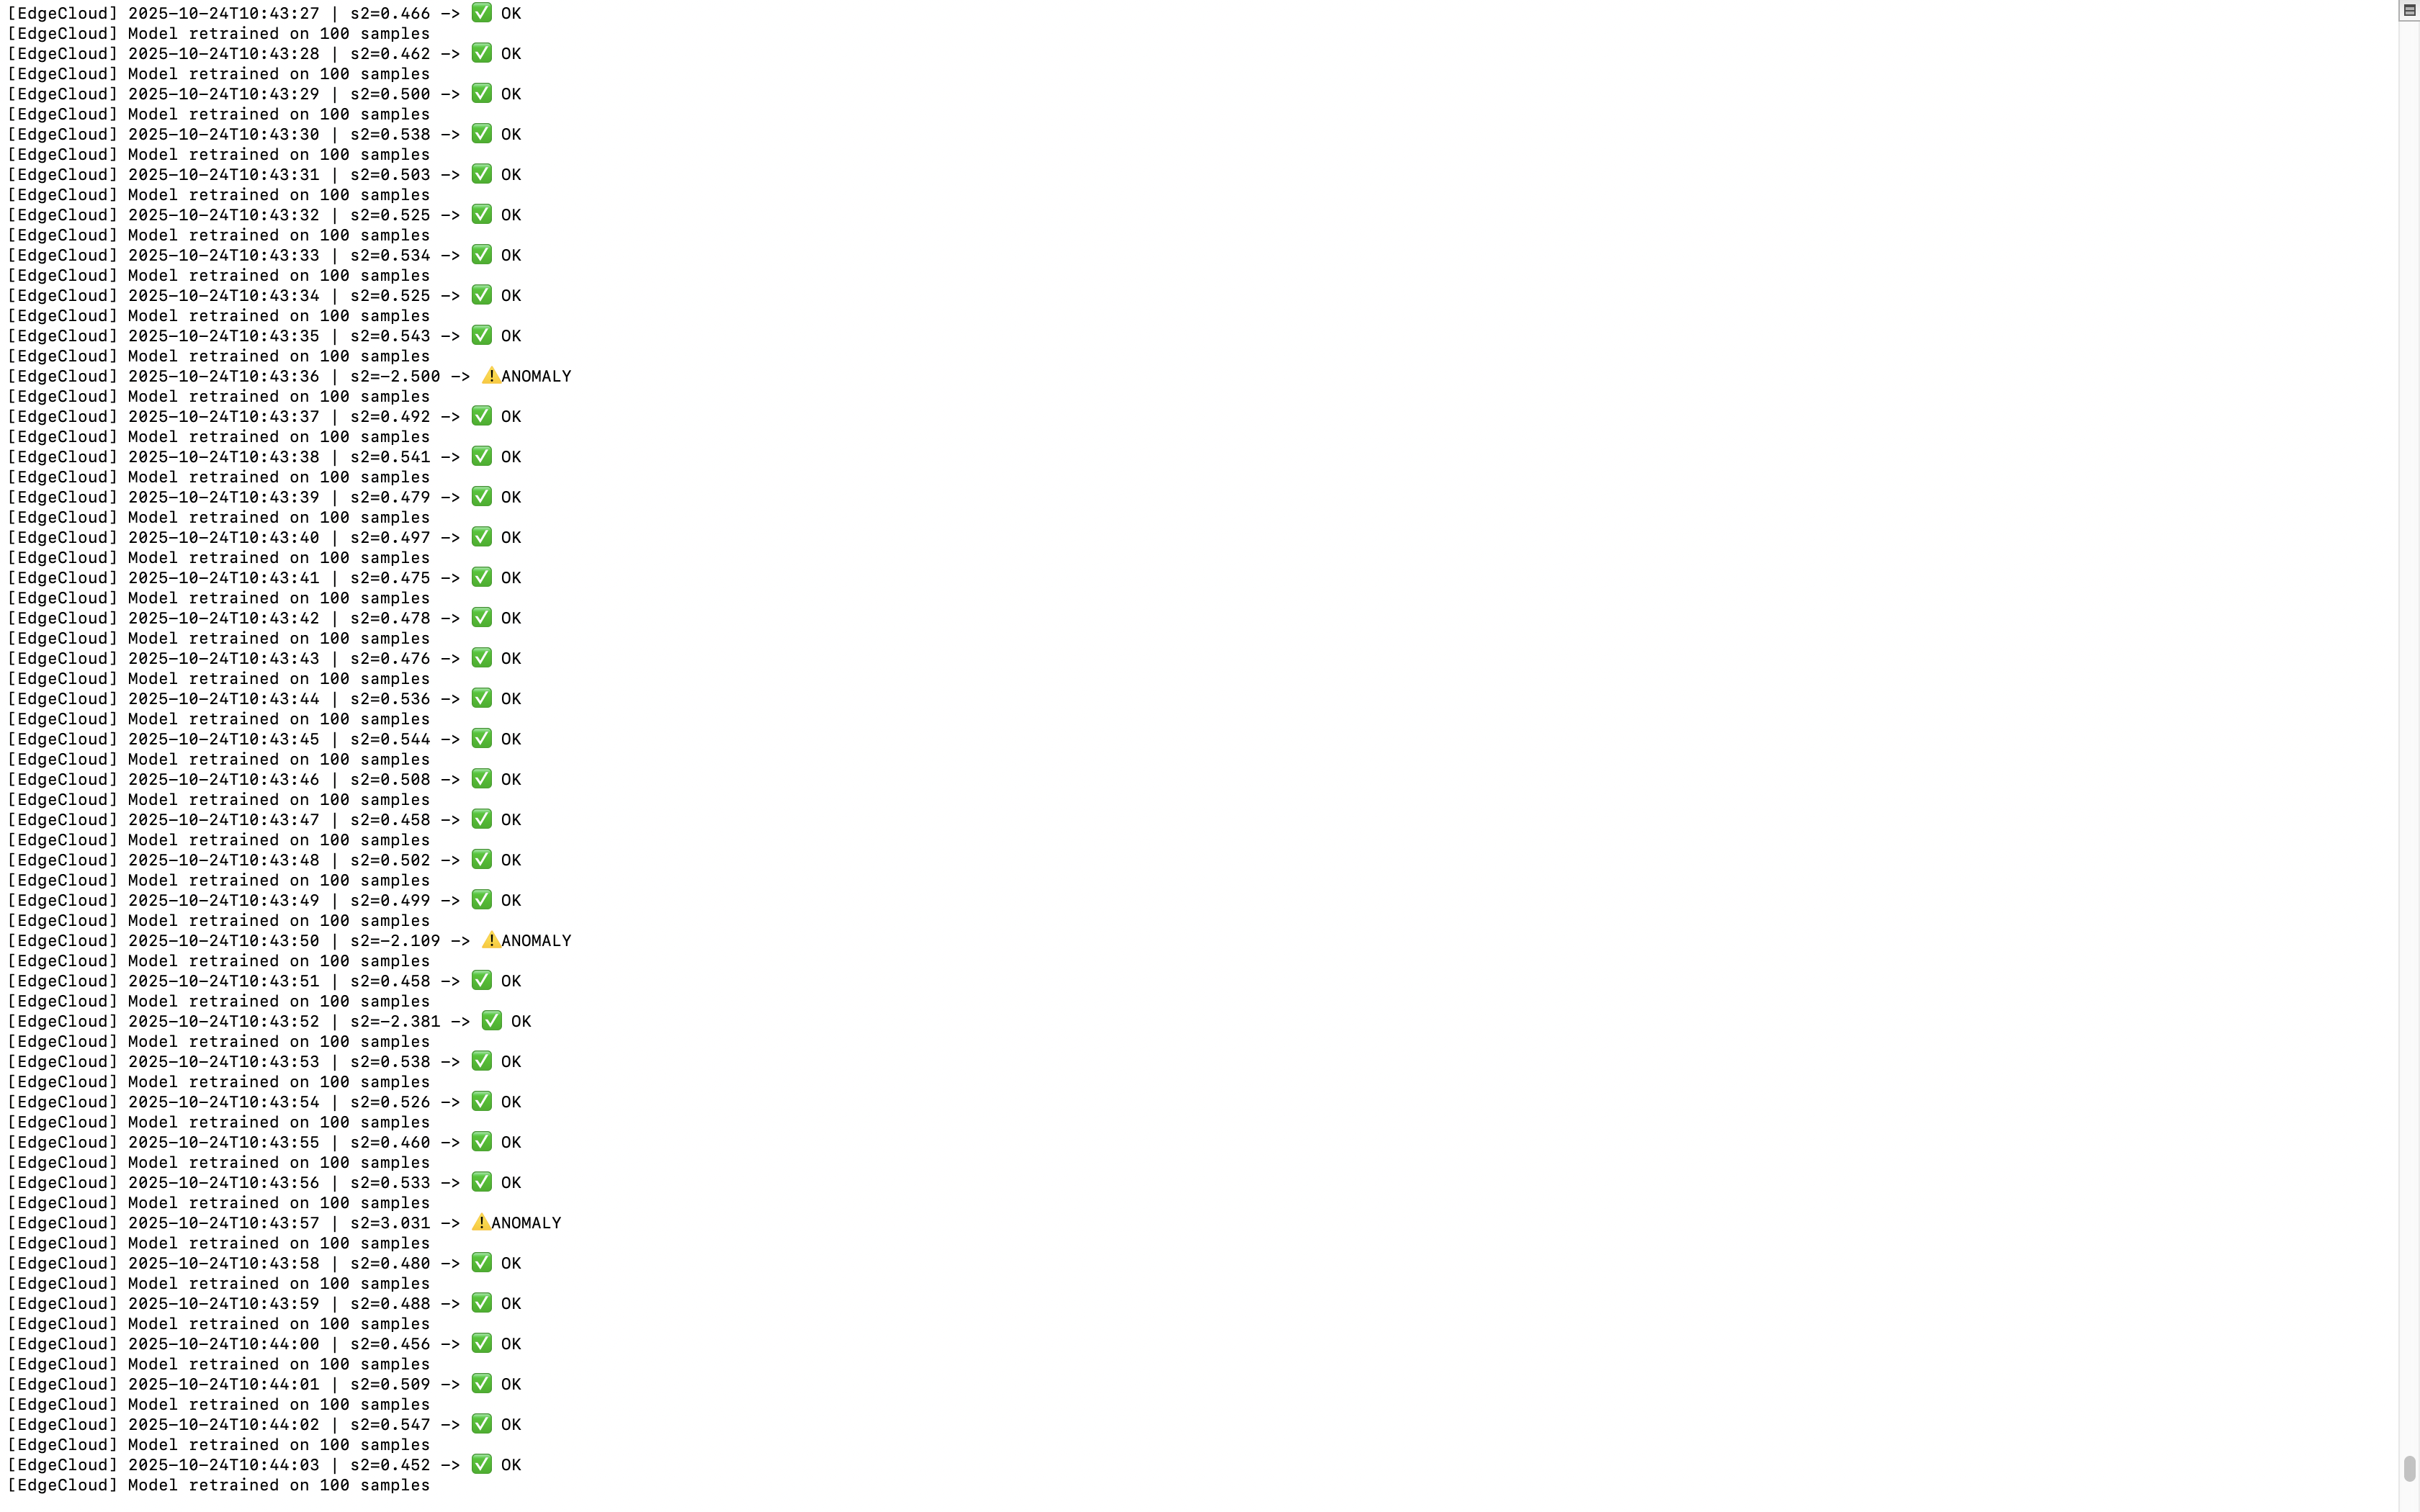 [EdgeCloud] 2025-10-24T10:43:27 | s2=0.466 -> ✅ OK
[EdgeCloud] Model retrained on 100 samples
[EdgeCloud] 2025-10-24T10:43:28 | s2=0.462 -> ✅ OK
[EdgeCloud] Model retrained on 100 samples
[EdgeCloud] 2025-10-24T10:43:29 | s2=0.500 -> ✅ OK
[EdgeCloud] Model retrained on 100 samples
[EdgeCloud] 2025-10-24T10:43:30 | s2=0.538 -> ✅ OK
[EdgeCloud] Model retrained on 100 samples
[EdgeCloud] 2025-10-24T10:43:31 | s2=0.503 -> ✅ OK
[EdgeCloud] Model retrained on 100 samples
[EdgeCloud] 2025-10-24T10:43:32 | s2=0.525 -> ✅ OK
[EdgeCloud] Model retrained on 100 samples
[EdgeCloud] 2025-10-24T10:43:33 | s2=0.534 -> ✅ OK
[EdgeCloud] Model retrained on 100 samples
[EdgeCloud] 2025-10-24T10:43:34 | s2=0.525 -> ✅ OK
[EdgeCloud] Model retrained on 100 samples
[EdgeCloud] 2025-10-24T10:43:35 | s2=0.543 -> ✅ OK
[EdgeCloud] Model retrained on 100 samples
[EdgeCloud] 2025-10-24T10:43:36 | s2=-2.500 -> ⚠️ANOMALY
[EdgeCloud] Model retrained on 100 samples
[EdgeCloud] 2025-10-24T10:43:37 | s2=0.492 -> ✅ OK
[EdgeCloud] Model retrained on 100 samples
[EdgeCloud] 2025-10-24T10:43:38 | s2=0.541 -> ✅ OK
[EdgeCloud] Model retrained on 100 samples
[EdgeCloud] 2025-10-24T10:43:39 | s2=0.479 -> ✅ OK
[EdgeCloud] Model retrained on 100 samples
[EdgeCloud] 2025-10-24T10:43:40 | s2=0.497 -> ✅ OK
[EdgeCloud] Model retrained on 100 samples
[EdgeCloud] 2025-10-24T10:43:41 | s2=0.475 -> ✅ OK
[EdgeCloud] Model retrained on 100 samples
[EdgeCloud] 2025-10-24T10:43:42 | s2=0.478 -> ✅ OK
[EdgeCloud] Model retrained on 100 samples
[EdgeCloud] 2025-10-24T10:43:43 | s2=0.476 -> ✅ OK
[EdgeCloud] Model retrained on 100 samples
[EdgeCloud] 2025-10-24T10:43:44 | s2=0.536 -> ✅ OK
[EdgeCloud] Model retrained on 100 samples
[EdgeCloud] 2025-10-24T10:43:45 | s2=0.544 -> ✅ OK
[EdgeCloud] Model retrained on 100 samples
[EdgeCloud] 2025-10-24T10:43:46 | s2=0.508 -> ✅ OK
[EdgeCloud] Model retrained on 100 samples
[EdgeCloud] 2025-10-24T10:43:47 | s2=0.458 -> ✅ OK
[EdgeCloud] Model retrained on 100 samples
[EdgeCloud] 2025-10-24T10:43:48 | s2=0.502 -> ✅ OK
[EdgeCloud] Model retrained on 100 samples
[EdgeCloud] 2025-10-24T10:43:49 | s2=0.499 -> ✅ OK
[EdgeCloud] Model retrained on 100 samples
[EdgeCloud] 2025-10-24T10:43:50 | s2=-2.109 -> ⚠️ANOMALY
[EdgeCloud] Model retrained on 100 samples
[EdgeCloud] 2025-10-24T10:43:51 | s2=0.458 -> ✅ OK
[EdgeCloud] Model retrained on 100 samples
[EdgeCloud] 2025-10-24T10:43:52 | s2=-2.381 -> ✅ OK
[EdgeCloud] Model retrained on 100 samples
[EdgeCloud] 2025-10-24T10:43:53 | s2=0.538 -> ✅ OK
[EdgeCloud] Model retrained on 100 samples
[EdgeCloud] 2025-10-24T10:43:54 | s2=0.526 -> ✅ OK
[EdgeCloud] Model retrained on 100 samples
[EdgeCloud] 2025-10-24T10:43:55 | s2=0.460 -> ✅ OK
[EdgeCloud] Model retrained on 100 samples
[EdgeCloud] 2025-10-24T10:43:56 | s2=0.533 -> ✅ OK
[EdgeCloud] Model retrained on 100 samples
[EdgeCloud] 2025-10-24T10:43:57 | s2=3.031 -> ⚠️ANOMALY
[EdgeCloud] Model retrained on 100 samples
[EdgeCloud] 2025-10-24T10:43:58 | s2=0.480 -> ✅ OK
[EdgeCloud] Model retrained on 100 samples
[EdgeCloud] 2025-10-24T10:43:59 | s2=0.488 -> ✅ OK
[EdgeCloud] Model retrained on 100 samples
[EdgeCloud] 2025-10-24T10:44:00 | s2=0.456 -> ✅ OK
[EdgeCloud] Model retrained on 100 samples
[EdgeCloud] 2025-10-24T10:44:01 | s2=0.509 -> ✅ OK
[EdgeCloud] Model retrained on 100 samples
[EdgeCloud] 2025-10-24T10:44:02 | s2=0.547 -> ✅ OK
[EdgeCloud] Model retrained on 100 samples
[EdgeCloud] 2025-10-24T10:44:03 | s2=0.452 -> ✅ OK
[EdgeCloud] Model retrained on 100 samples